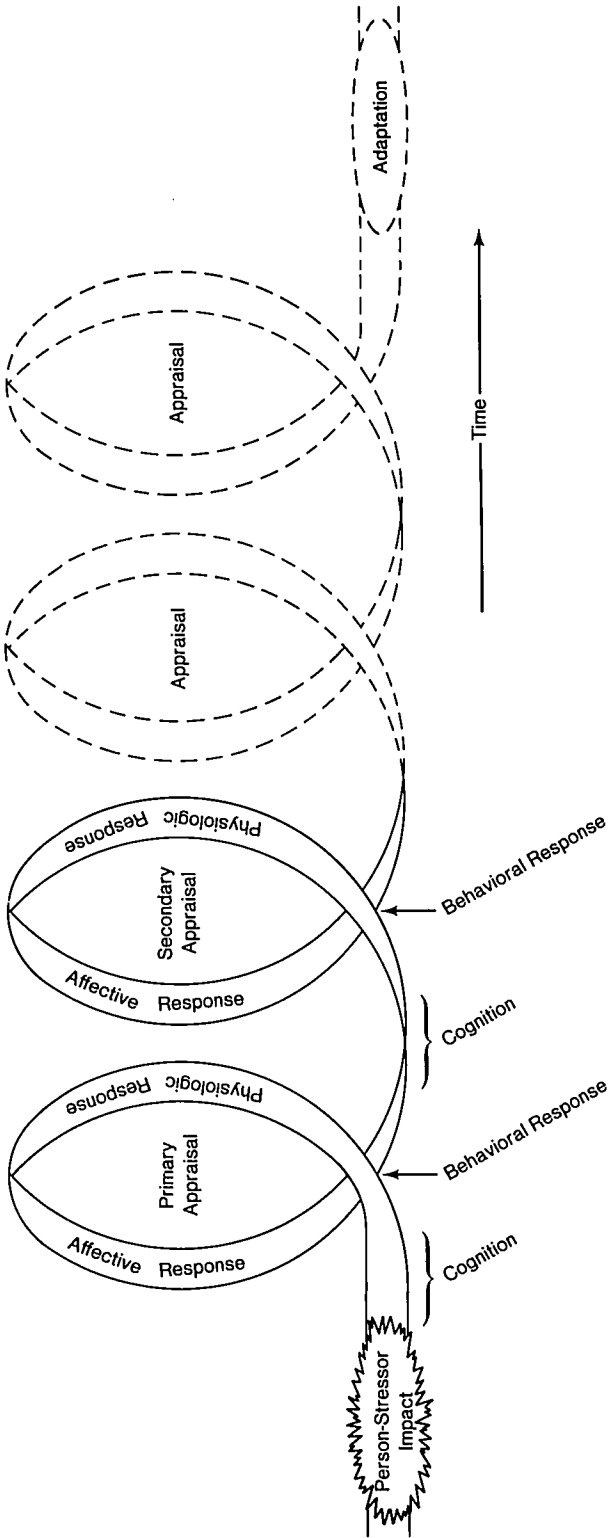 Person-Stressor
Impact
Cognition
Behavioral Response
Primary
Appraisal
Affective Response
Physiologic Response
Cognition
Behavioral Response
Secondary
Appraisal
Affective Response
Physiologic Response
Appraisal
Appraisal
Time
Adaptation